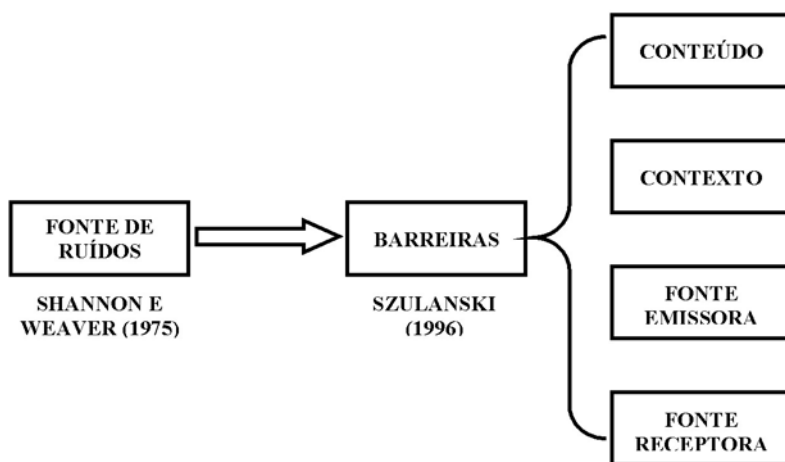 FONTE DE
RUÍDOS
SHANNON E
WEAVER (1975)
BARREIRAS
SZULANSKI
(1996)
CONTEÚDO
CONTEXTO
FONTE
EMISSORA
FONTE
RECEPTORA